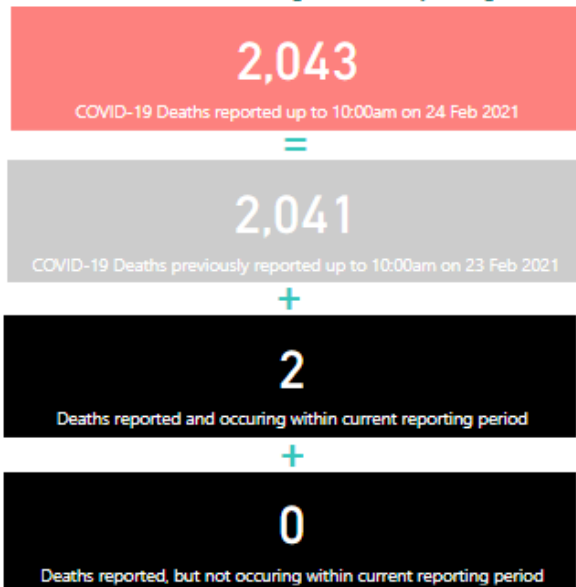 2,043
COVID-19 Deaths reported up to 10:00am on 24 Feb 2021
=
2,041
COVID-19 Deaths previously reported up to 10:00am on 23 Feb 2021
+
2
Deaths reported and occuring within current reporting period
+
0
Deaths reported, but not occuring within current reporting period